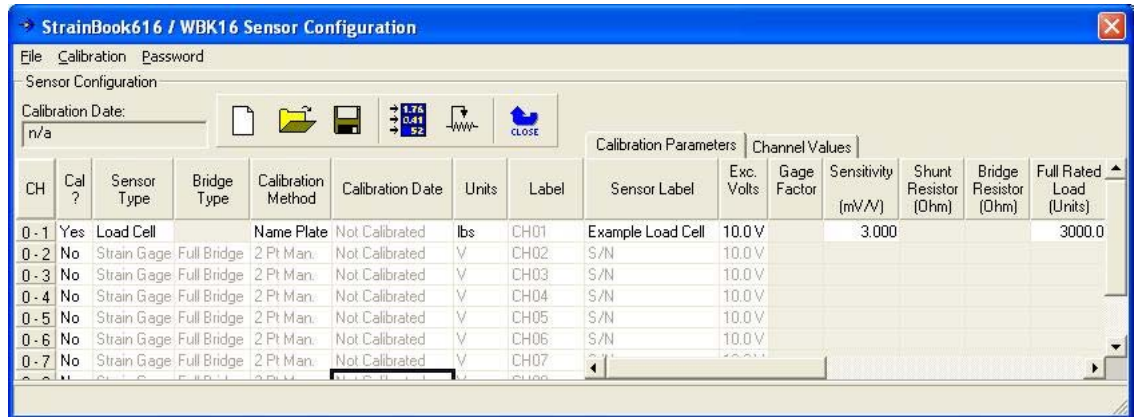 StrainBook616 / WBK16 Sensor Configuration
File Calibration Password
Sensor Configuration
Calibration Date:
n/a
1.76
0.41
52
CLOSE
Calibration Parameters Channel Values
CH Cal ? Sensor Type Bridge Type Calibration Method Calibration Date Units Label Sensor Label Exc. Volts Gage Factor Sensitivity (mV/V) Shunt Resistor (Ohm) Bridge Resistor (Ohm) Full Rated Load (Units)
0 - 1 Yes Load Cell Name Plate Not Calibrated lbs CH01 Example Load Cell 10.0 V 3.000 3000.0
0 - 2 No Strain Gage Full Bridge 2 Pt Man. Not Calibrated V CH02 S/N 10.0 V
0 - 3 No Strain Gage Full Bridge 2 Pt Man. Not Calibrated V CH03 S/N 10.0 V
0 - 4 No Strain Gage Full Bridge 2 Pt Man. Not Calibrated V CH04 S/N 10.0 V
0 - 5 No Strain Gage Full Bridge 2 Pt Man. Not Calibrated V CH05 S/N 10.0 V
0 - 6 No Strain Gage Full Bridge 2 Pt Man. Not Calibrated V CH06 S/N 10.0 V
0 - 7 No Strain Gage Full Bridge 2 Pt Man. Not Calibrated V CH07